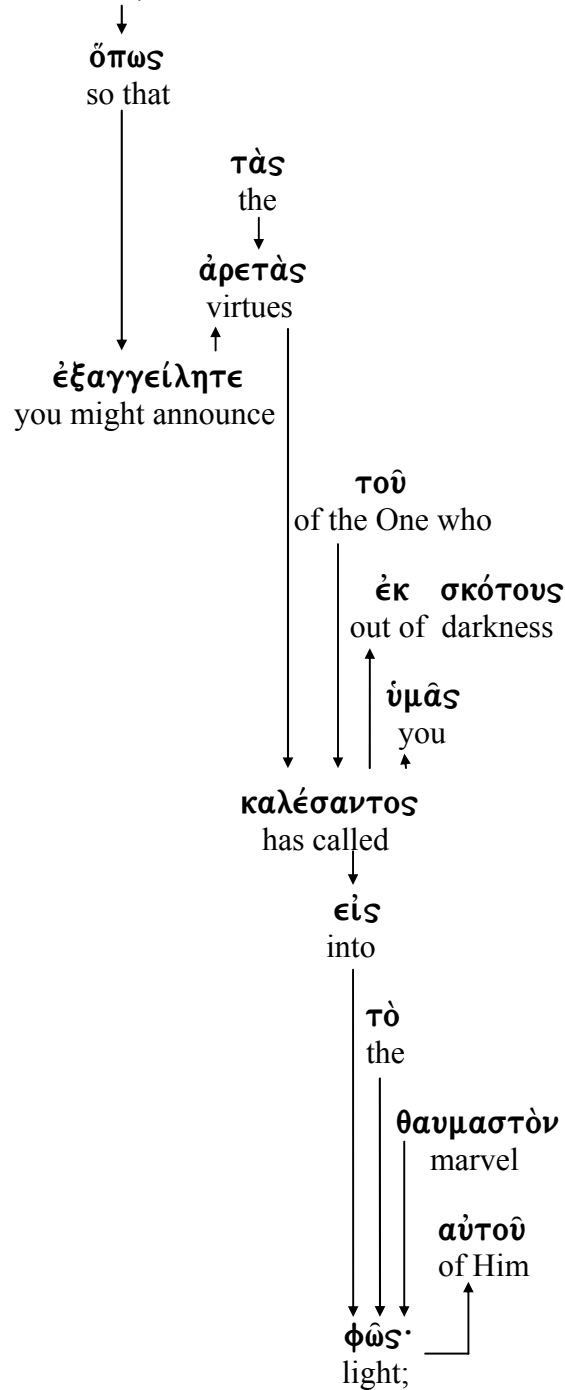 ὅπως
so that
τὰς
the
ἀρετὰς
virtues
ἐξαγγείλητε
you might announce
τοῦ
of the One who
ἐκ σκότους
out of darkness
ὑμᾶς
you
καλέσαντος
has called
εἰς
into
τὸ
the
θαυμαστὸν
marvel
αὐτοῦ
of Him
φῶς·
light;